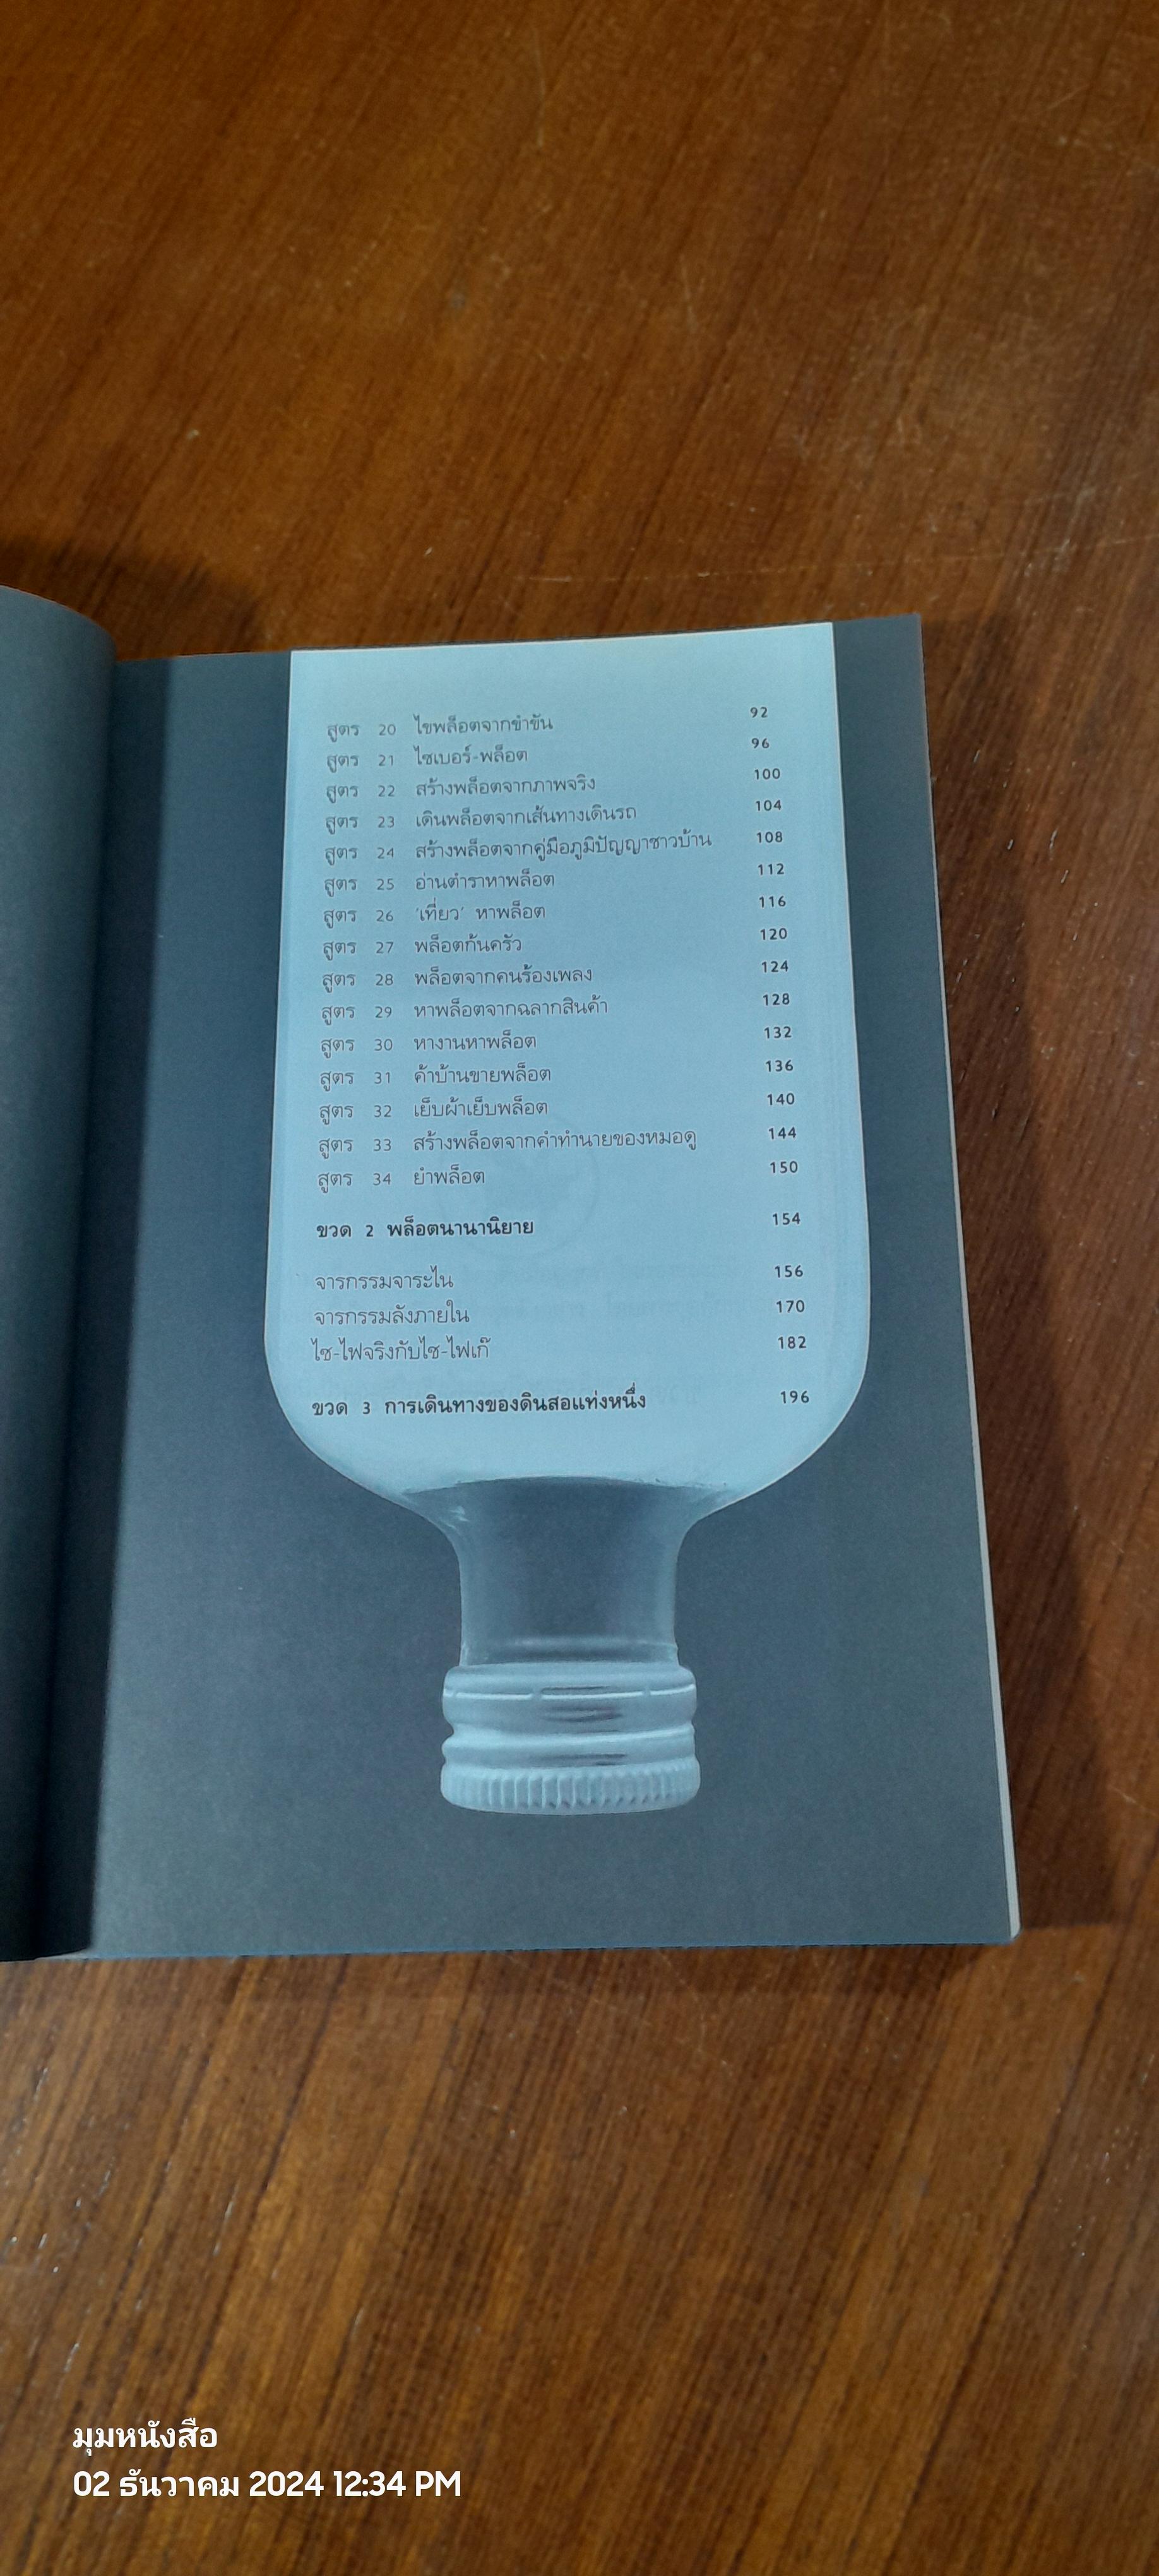 สูตร 20 ไขพล็อตจากขำขัน 92
สูตร 21 ไซเบอร์-พล็อต 96
สูตร 22 สร้างพล็อตจากภาพจริง 100
สูตร 23 เดินพล็อตจากเส้นทางเดินรถ 104
สูตร 24 สร้างพล็อตจากคู่มือภูมิปัญญาชาวบ้าน 108
สูตร 25 อ่านตำราหาพล็อต 112
สูตร 26 'เที่ยว' หาพล็อต 116
สูตร 27 พล็อตก้นครัว 120
สูตร 28 พล็อตจากคนร้องเพลง 124
สูตร 29 หาพล็อตจากฉลากสินค้า 128
สูตร 30 หางานหาพล็อต 132
สูตร 31 ค้าบ้านขายพล็อต 136
สูตร 32 เย็บผ้าเย็บพล็อต 140
สูตร 33 สร้างพล็อตจากคำทำนายของหมอดู 144
สูตร 34 ยำพล็อต 150
ขวด 2 พล็อตนานานิยาย 154
จารกรรมจาระไน 156
จารกรรมลังภายใน 170
ไซ-ไฟจริงกับไซ-ไฟเก๊ 182
ขวด 3 การเดินทางของดินสอแท่งหนึ่ง 196
มุมหนังสือ
02 ธันวาคม 2024 12:34 PM